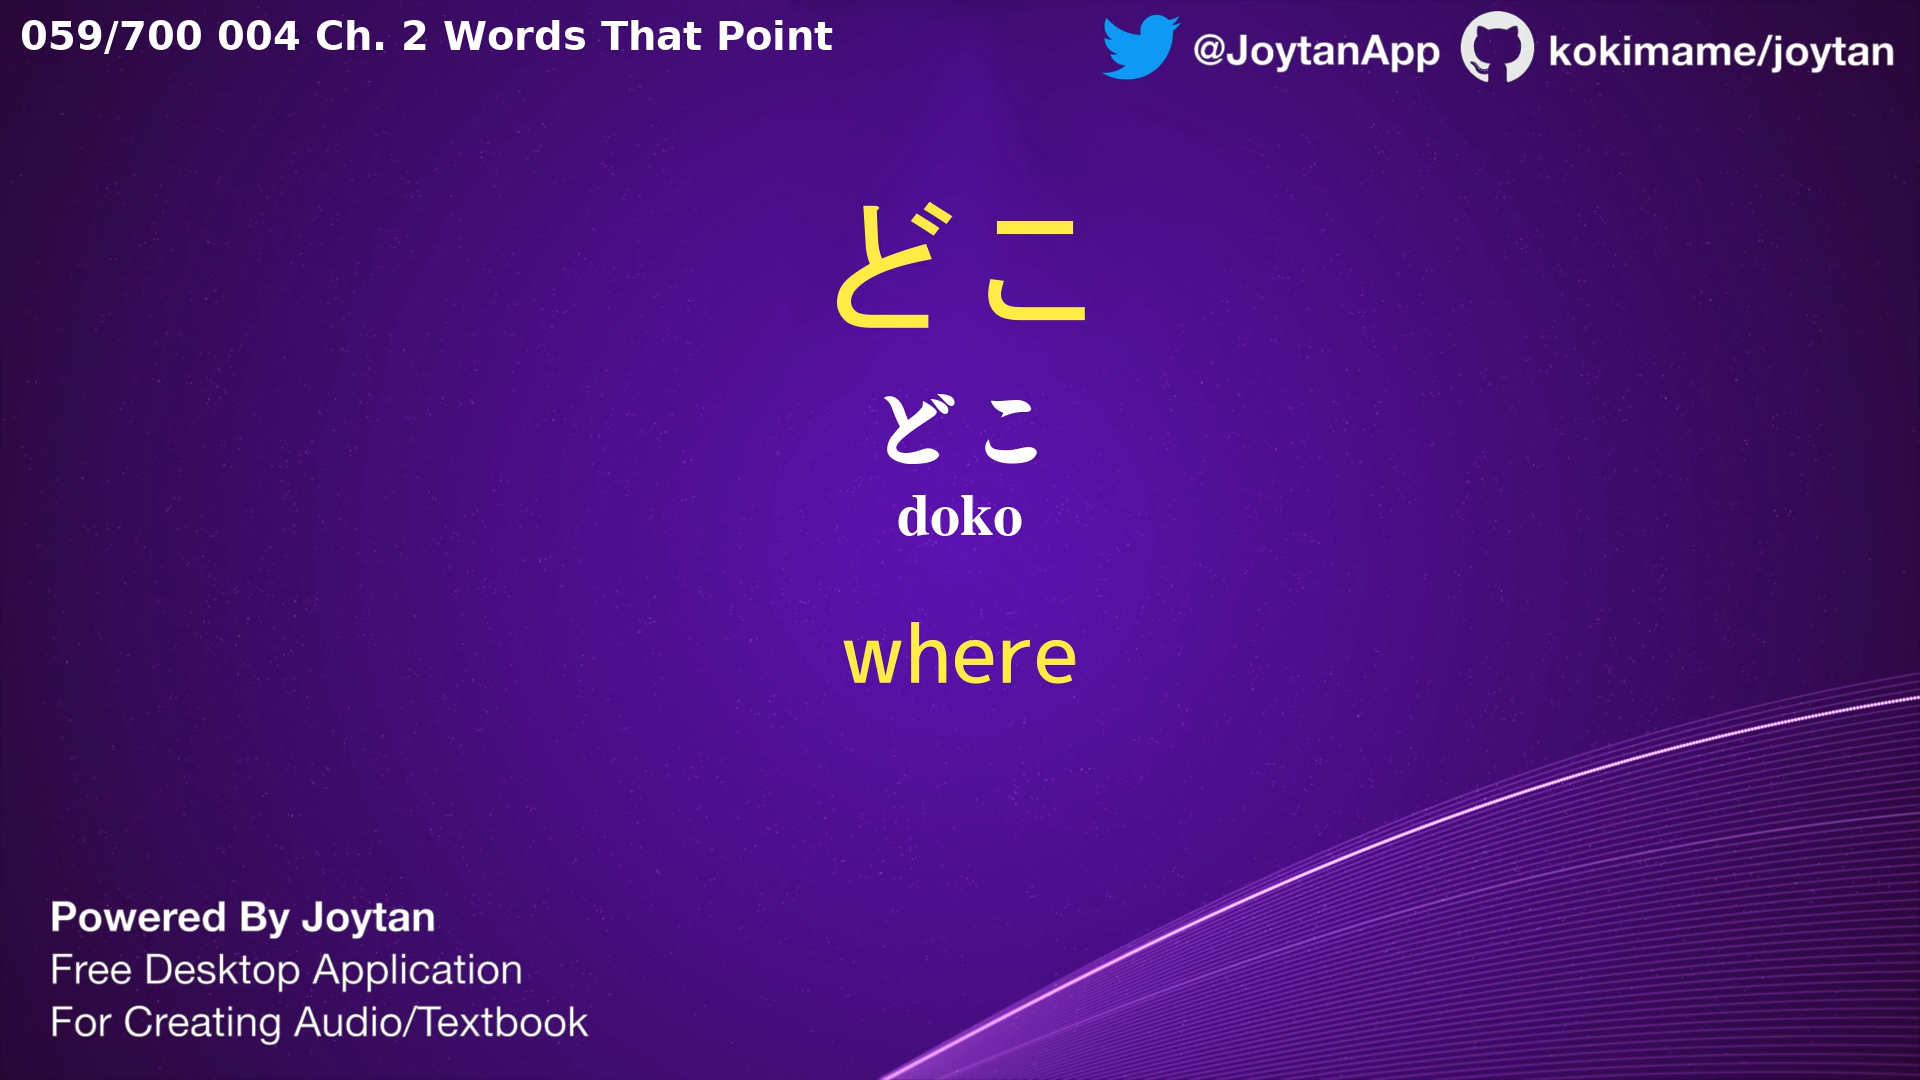 059/700 004 Ch. 2 Words That Point
@JoytanApp
kokimame/joytan
どこ
どこ
doko
where
Powered By Joytan
Free Desktop Application
For Creating Audio/Textbook